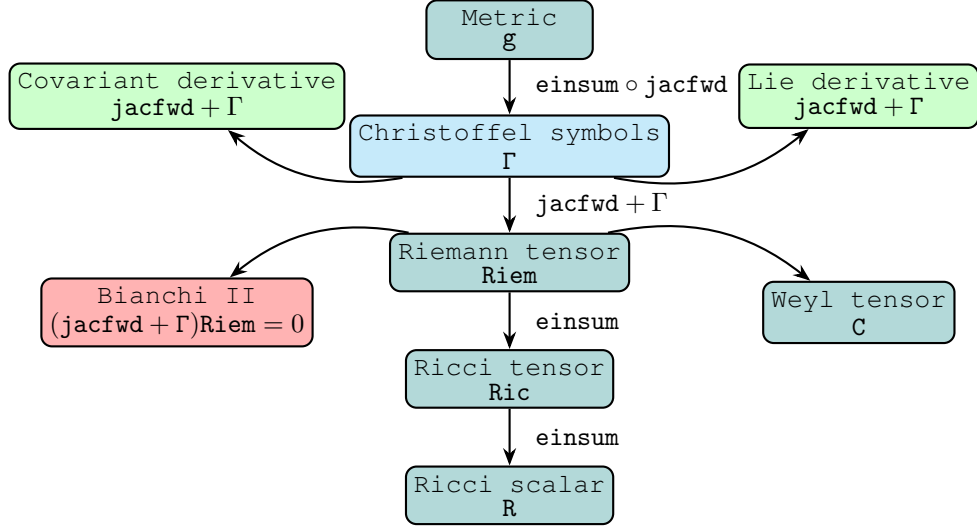 Metric
g
einsum ∘ jacfwd
Covariant derivative
jacfwd + Γ
Lie derivative
jacfwd + Γ
Christoffel symbols
Γ
jacfwd + Γ
Riemann tensor
Riem
Bianchi II
(jacfwd + Γ)Riem = 0
Weyl tensor
C
einsum
Ricci tensor
Ric
einsum
Ricci scalar
R